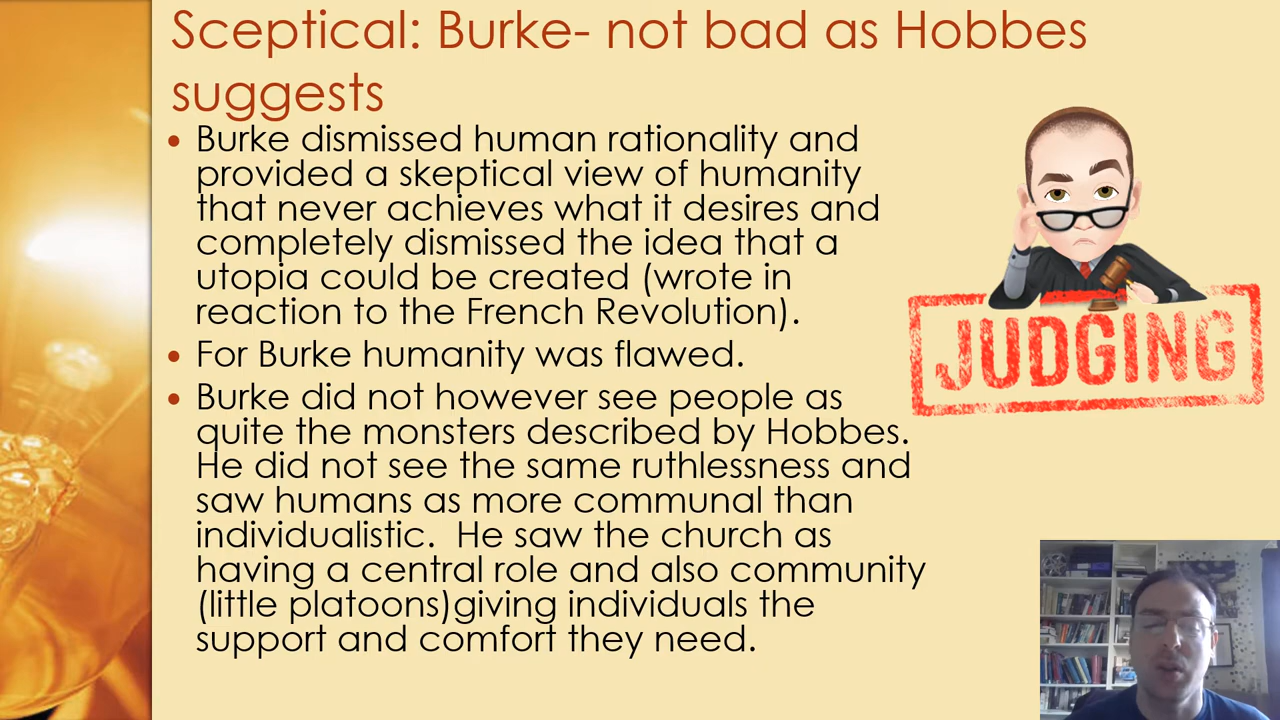 Sceptical: Burke- not bad as Hobbes
suggests
• Burke dismissed human rationality and
provided a skeptical view of humanity
that never achieves what it desires and
completely dismissed the idea that a
utopia could be created (wrote in
reaction to the French Revolution).
• For Burke humanity was flawed.
• Burke did not however see people as
quite the monsters described by Hobbes.
He did not see the same ruthlessness and
saw humans as more communal than
individualistic.  He saw the church as
having a central role and also community
(little platoons)giving individuals the
support and comfort they need.
JUDGING